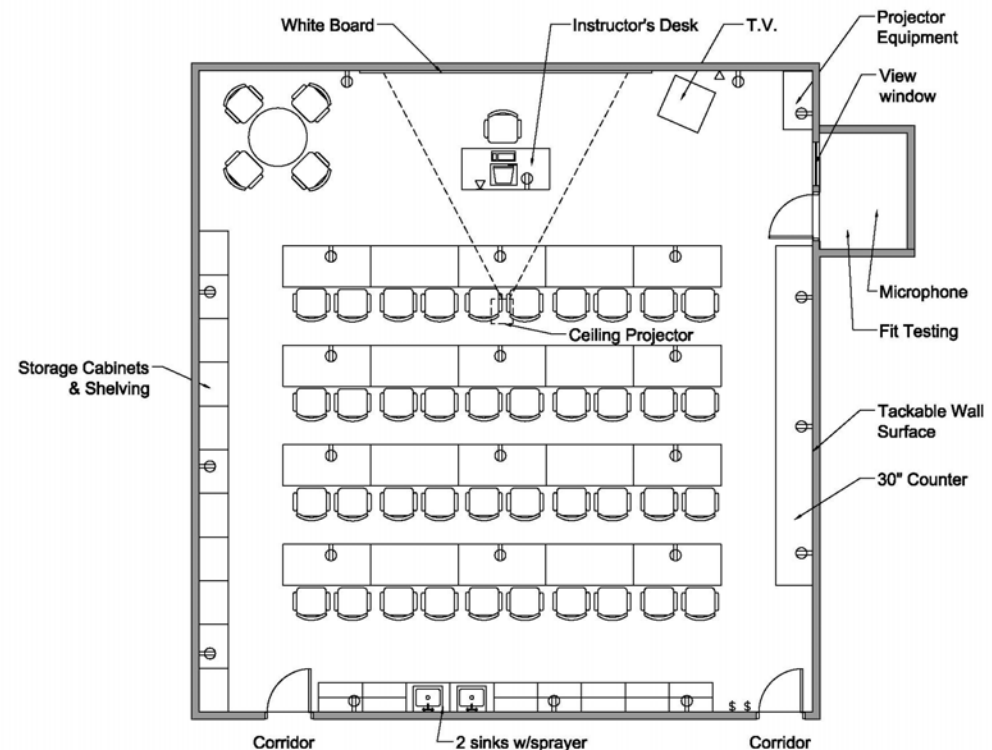 White Board
Instructor's Desk
T.V.
Projector
Equipment
View
window
Microphone
Fit Testing
Ceiling Projector
Storage Cabinets
& Shelving
Tackable Wall
Surface
30" Counter
$ $
Corridor
2 sinks w/sprayer
Corridor